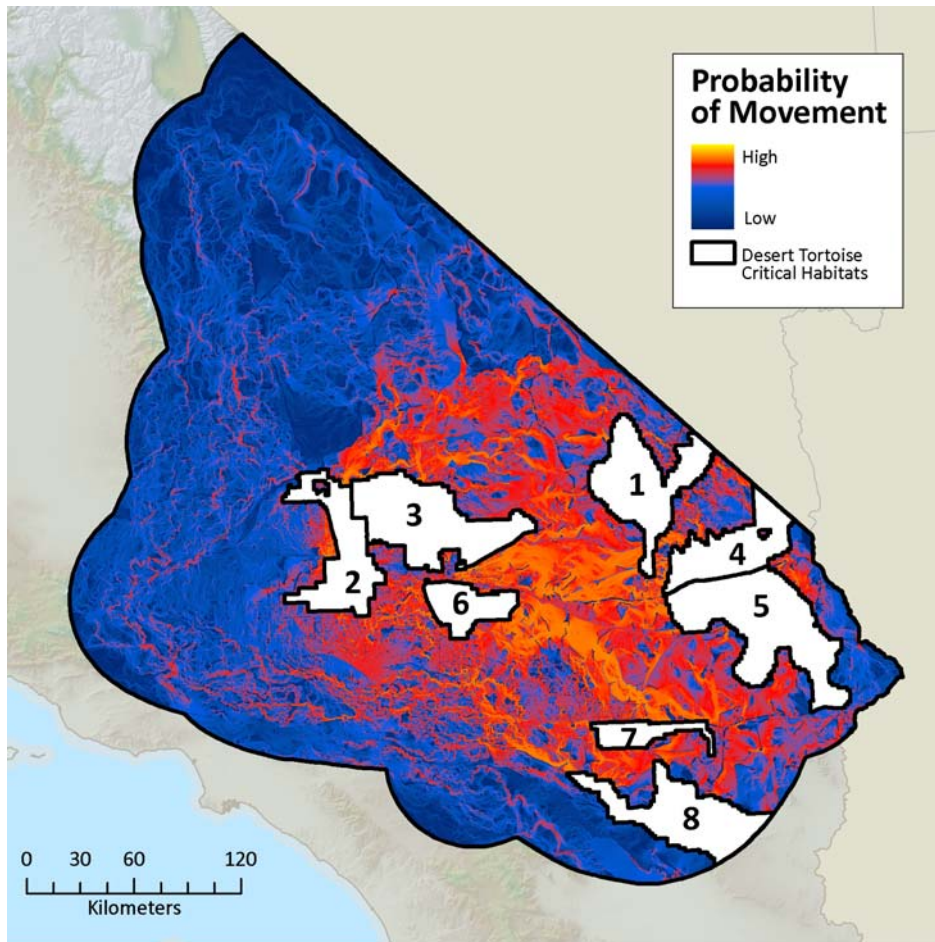 Probability
of Movement
High
Low
Desert Tortoise
Critical Habitats
1
3
4
2
6
5
7
8
0 30 60 120
Kilometers